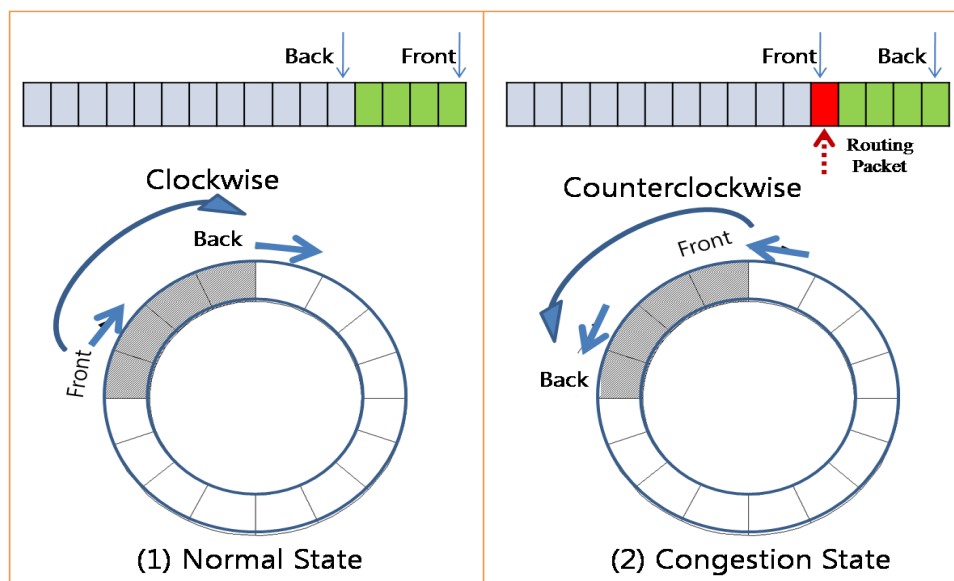 Back
Front
Clockwise
Back
Front
(1) Normal State
Front
Back
Routing
Packet
Counterclockwise
Front
Back
(2) Congestion State